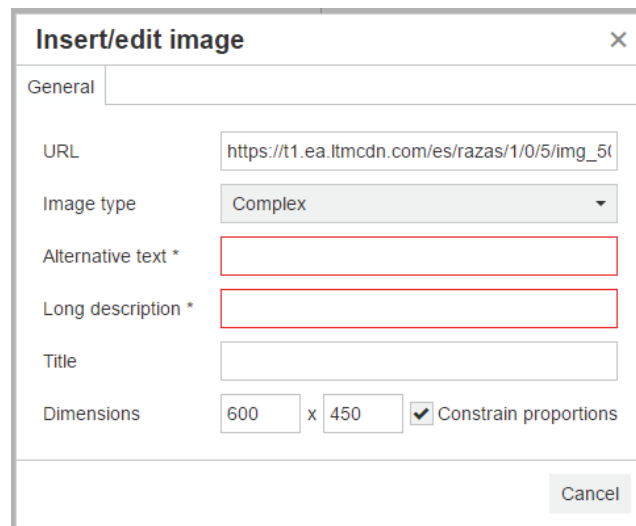 Insert/edit image ×
General
URL https://t1.ea.ltmcdn.com/es/razas/1/0/5/img_50
Image type Complex
Alternative text *
Long description *
Title
Dimensions 600 x 450 Constrain proportions
Cancel